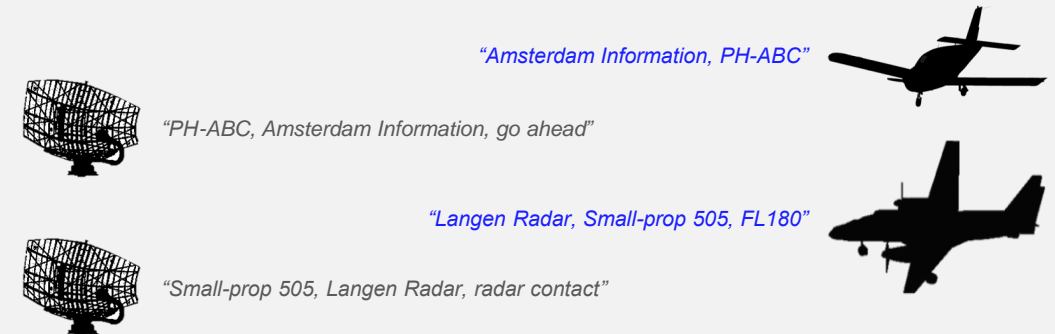 “Amsterdam Information, PH-ABC”
“PH-ABC, Amsterdam Information, go ahead”
“Langen Radar, Small-prop 505, FL180”
“Small-prop 505, Langen Radar, radar contact”